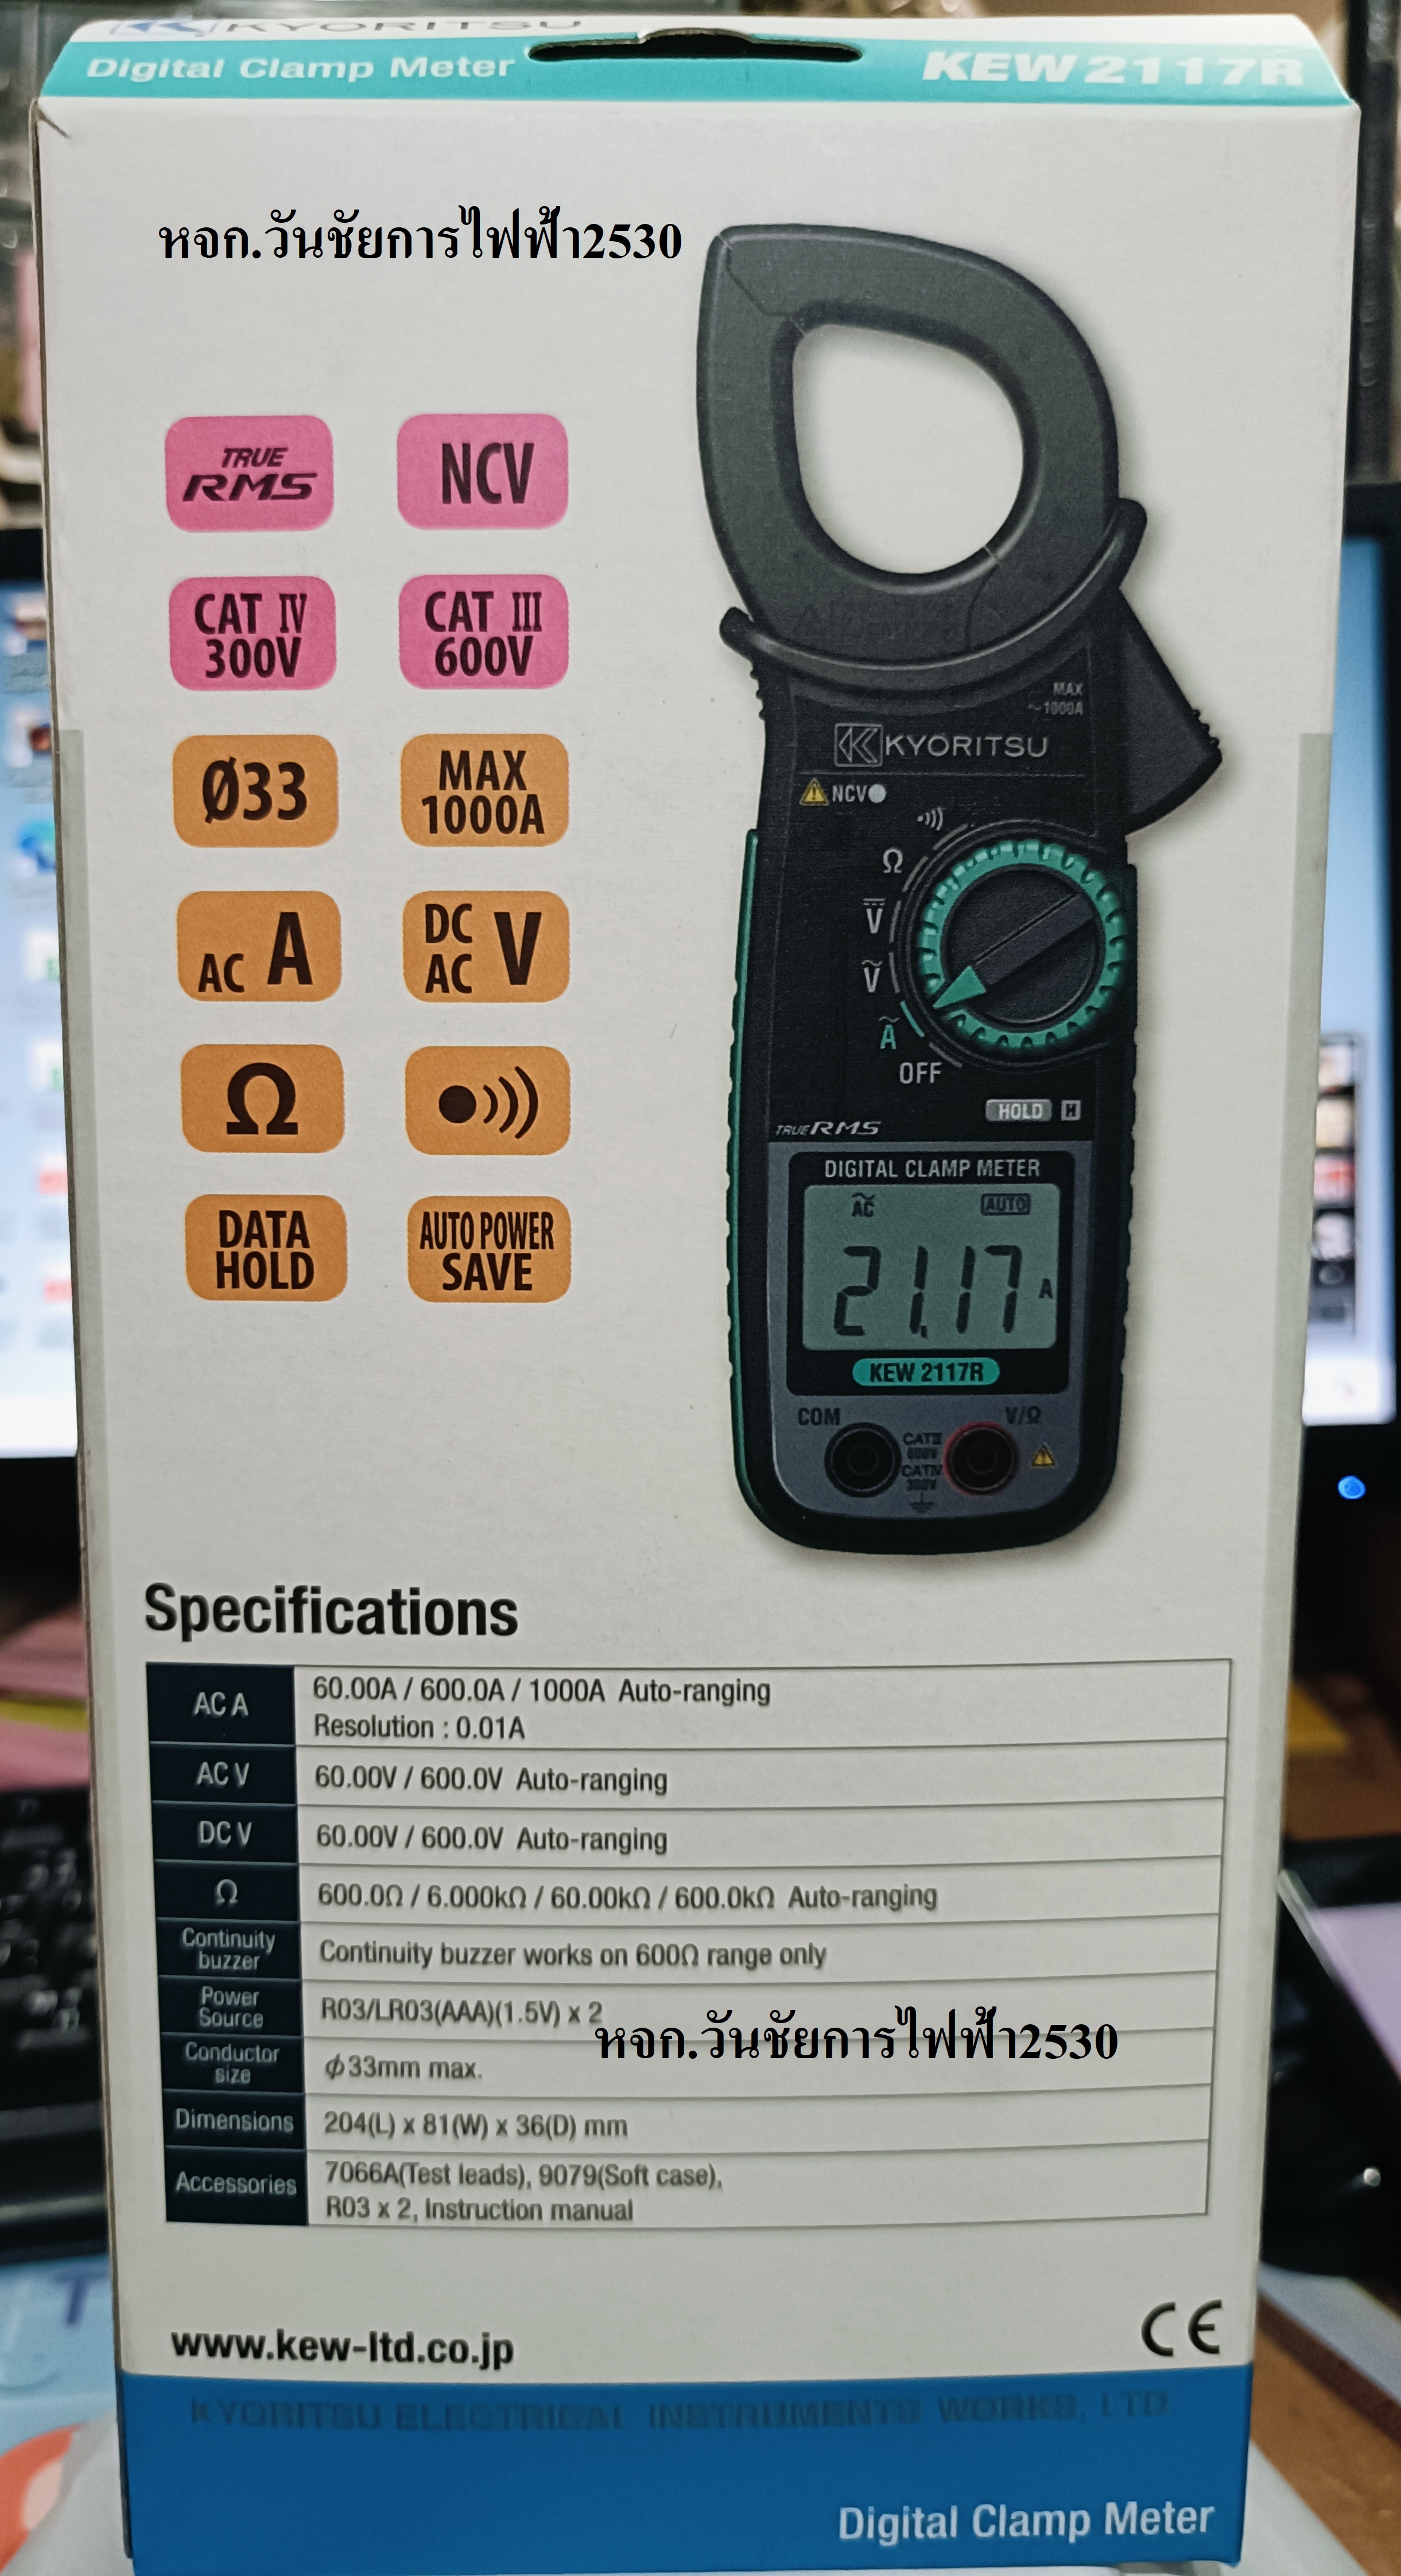 KYORITSU
Digital Clamp Meter
KEW 2117R
หจก.วันชัยการไฟฟ้า2530
TRUE RMS
NCV
CAT IV 300V
CAT III 600V
Ø33
MAX 1000A
AC A
DC AC V
Ω
DATA HOLD
AUTO POWER SAVE
MAX
~1000A
KYORITSU
NCV
Ω
V
V
A
OFF
HOLD H
TRUE RMS
DIGITAL CLAMP METER
AC AUTO
21.17 A
KEW 2117R
COM
V/Ω
CAT III
600V
CAT IV
300V
Specifications
AC A 60.00A / 600.0A / 1000A Auto-ranging
Resolution : 0.01A
AC V 60.00V / 600.0V Auto-ranging
DC V 60.00V / 600.0V Auto-ranging
Ω 600.0Ω / 6.000kΩ / 60.00kΩ / 600.0kΩ Auto-ranging
Continuity buzzer Continuity buzzer works on 600Ω range only
Power Source R03/LR03(AAA)(1.5V) x 2
หจก.วันชัยการไฟฟ้า2530
Conductor size ϕ33mm max.
Dimensions 204(L) x 81(W) x 36(D) mm
Accessories 7066A(Test leads), 9079(Soft case),
R03 x 2, Instruction manual
www.kew-ltd.co.jp
CE
KYORITSU ELECTRICAL INSTRUMENTS WORKS, LTD.
Digital Clamp Meter